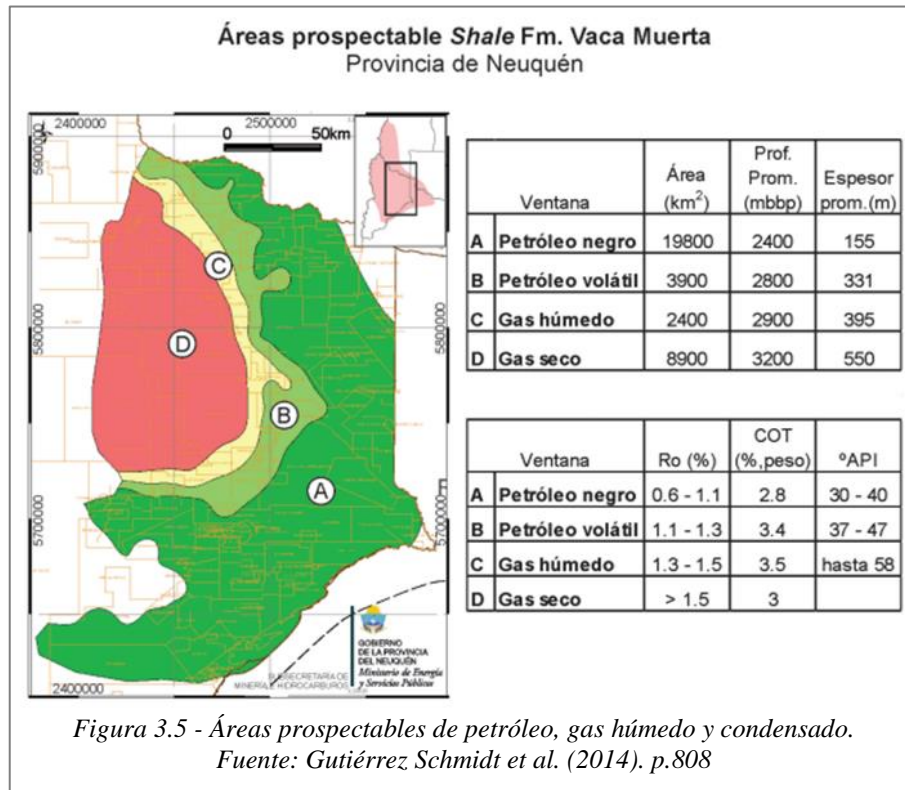 Áreas prospectable Shale Fm. Vaca Muerta
Provincia de Neuquén
2400000
2500000
0 50km
5900000
5800000
5700000
5800000
C
D
B
A
GOBIERNO
DE LA PROVINCIA
DEL NEUQUÉN
Ministerio de Energía
y Servicios Públicos
SUBSECRETARIA DE
MINERÍA E HIDROCARBUROS
2400000
Ventana Área (km²) Prof. Prom. (mbbp) Espesor prom.(m)
A Petróleo negro 19800 2400 155
B Petróleo volátil 3900 2800 331
C Gas húmedo 2400 2900 395
D Gas seco 8900 3200 550
Ventana Ro (%) COT (%,peso) ºAPI
A Petróleo negro 0.6 - 1.1 2.8 30 - 40
B Petróleo volátil 1.1 - 1.3 3.4 37 - 47
C Gas húmedo 1.3 - 1.5 3.5 hasta 58
D Gas seco > 1.5 3
Figura 3.5 - Áreas prospectables de petróleo, gas húmedo y condensado.
Fuente: Gutiérrez Schmidt et al. (2014). p.808